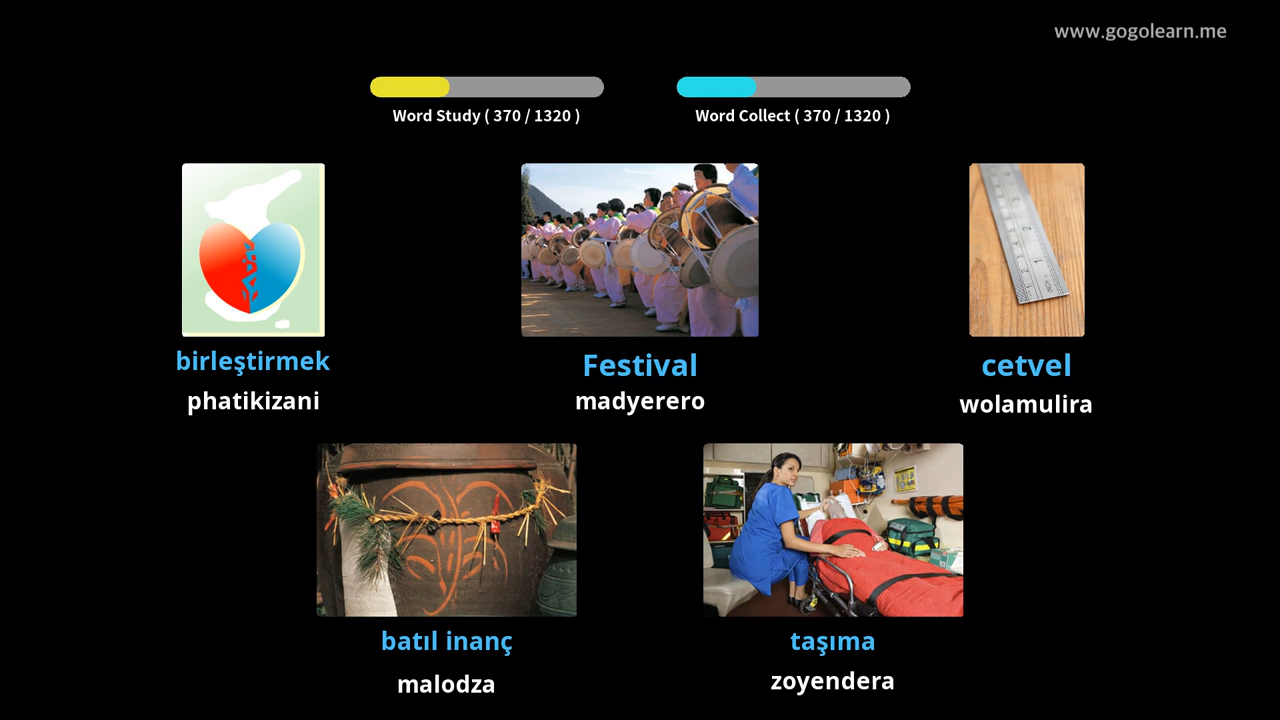 www.gogolearn.me
Word Study ( 370 / 1320 )
Word Collect ( 370 / 1320 )
birleştirmek
phatikizani
Festival
madyerero
cetvel
wolamulira
batıl inanç
malodza
taşıma
zoyendera